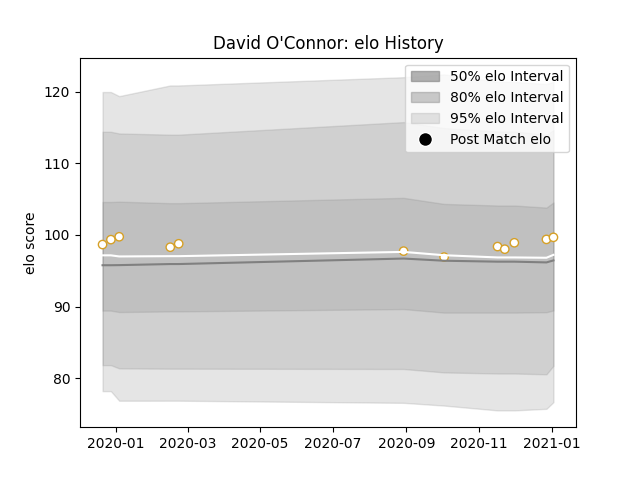 David O'Connor: elo History
50% elo Interval
80% elo Interval
95% elo Interval
Post Match elo
elo score
120
110
100
90
80
2020-01 2020-03 2020-05 2020-07 2020-09 2020-11 2021-01